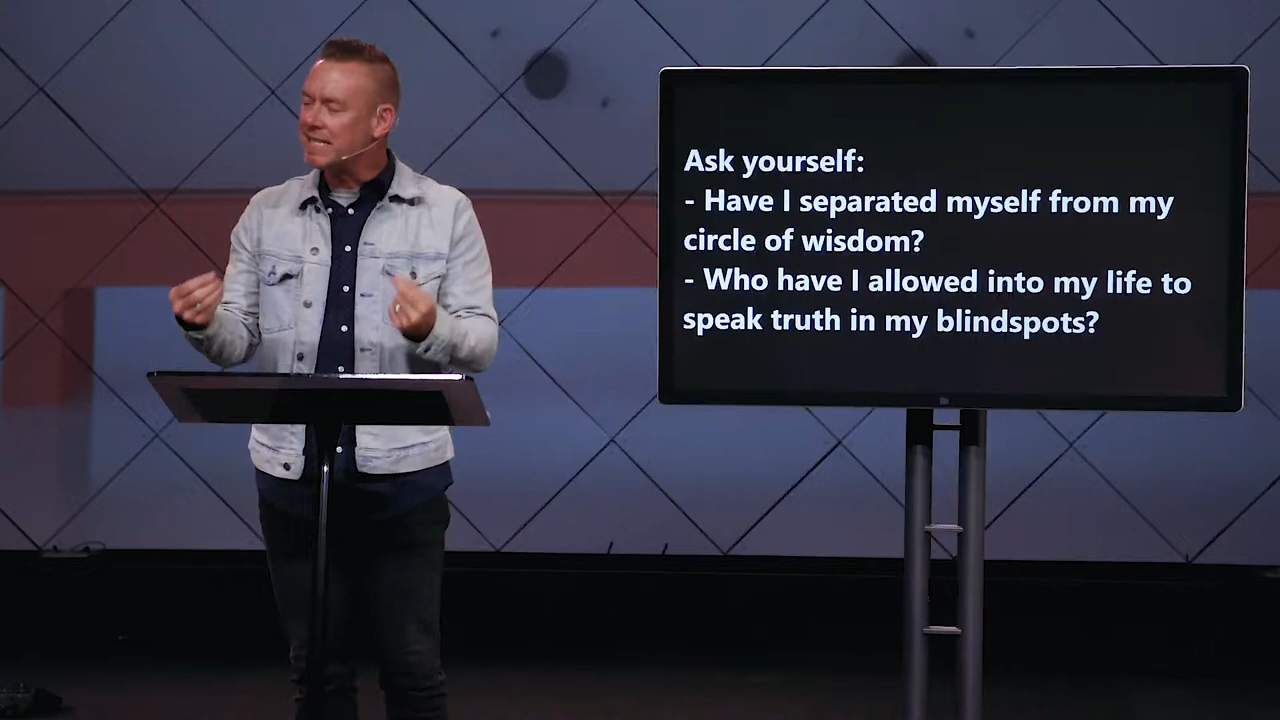 Ask yourself:
- Have I separated myself from my
circle of wisdom?
- Who have I allowed into my life to
speak truth in my blindspots?